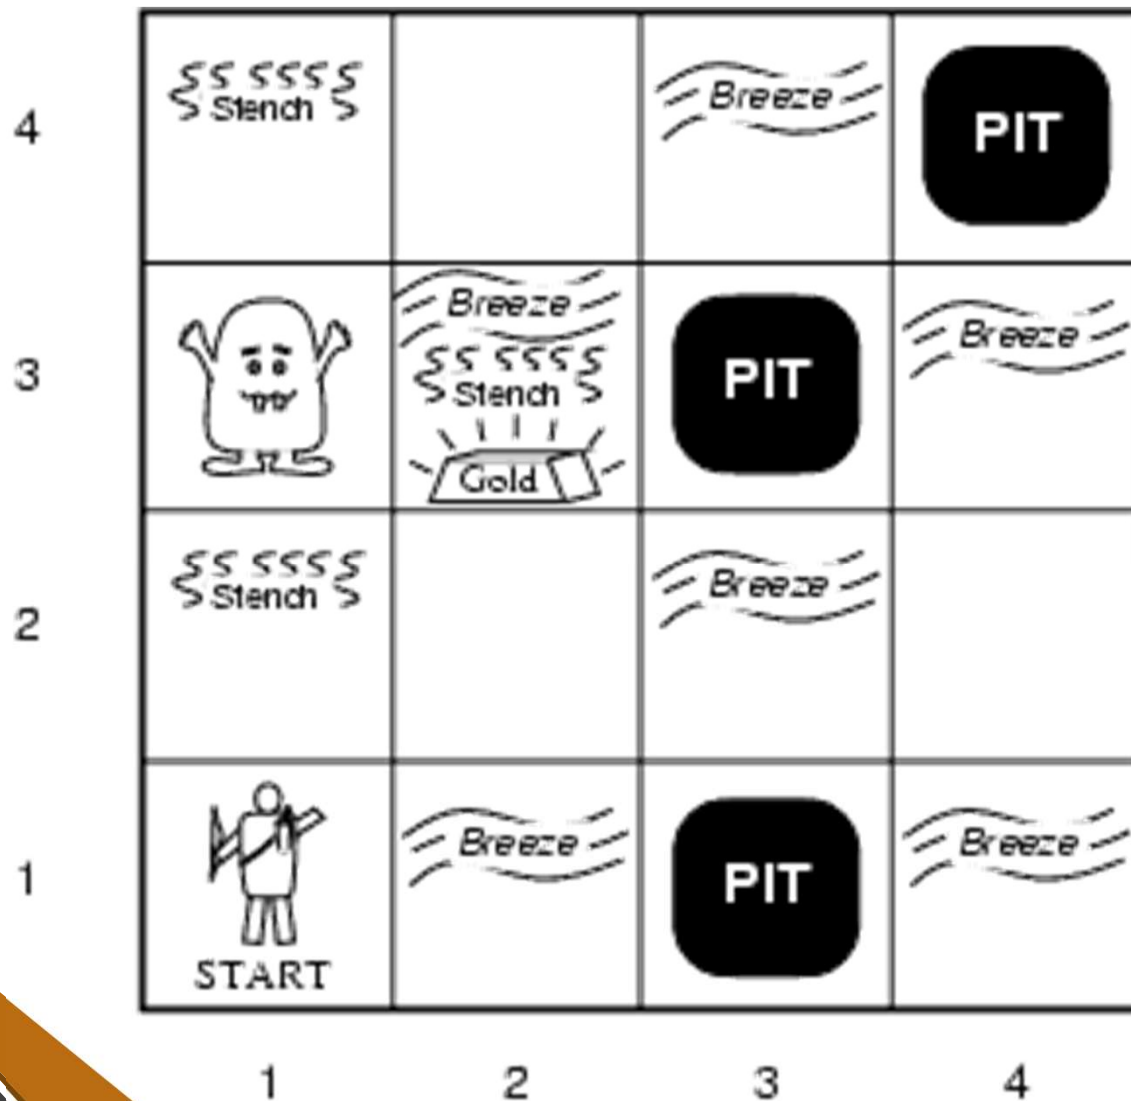 4
Stench
Breeze
PIT
3
Breeze
Stench
Gold
PIT
Breeze
2
Stench
Breeze
1
START
Breeze
PIT
Breeze
1 2 3 4